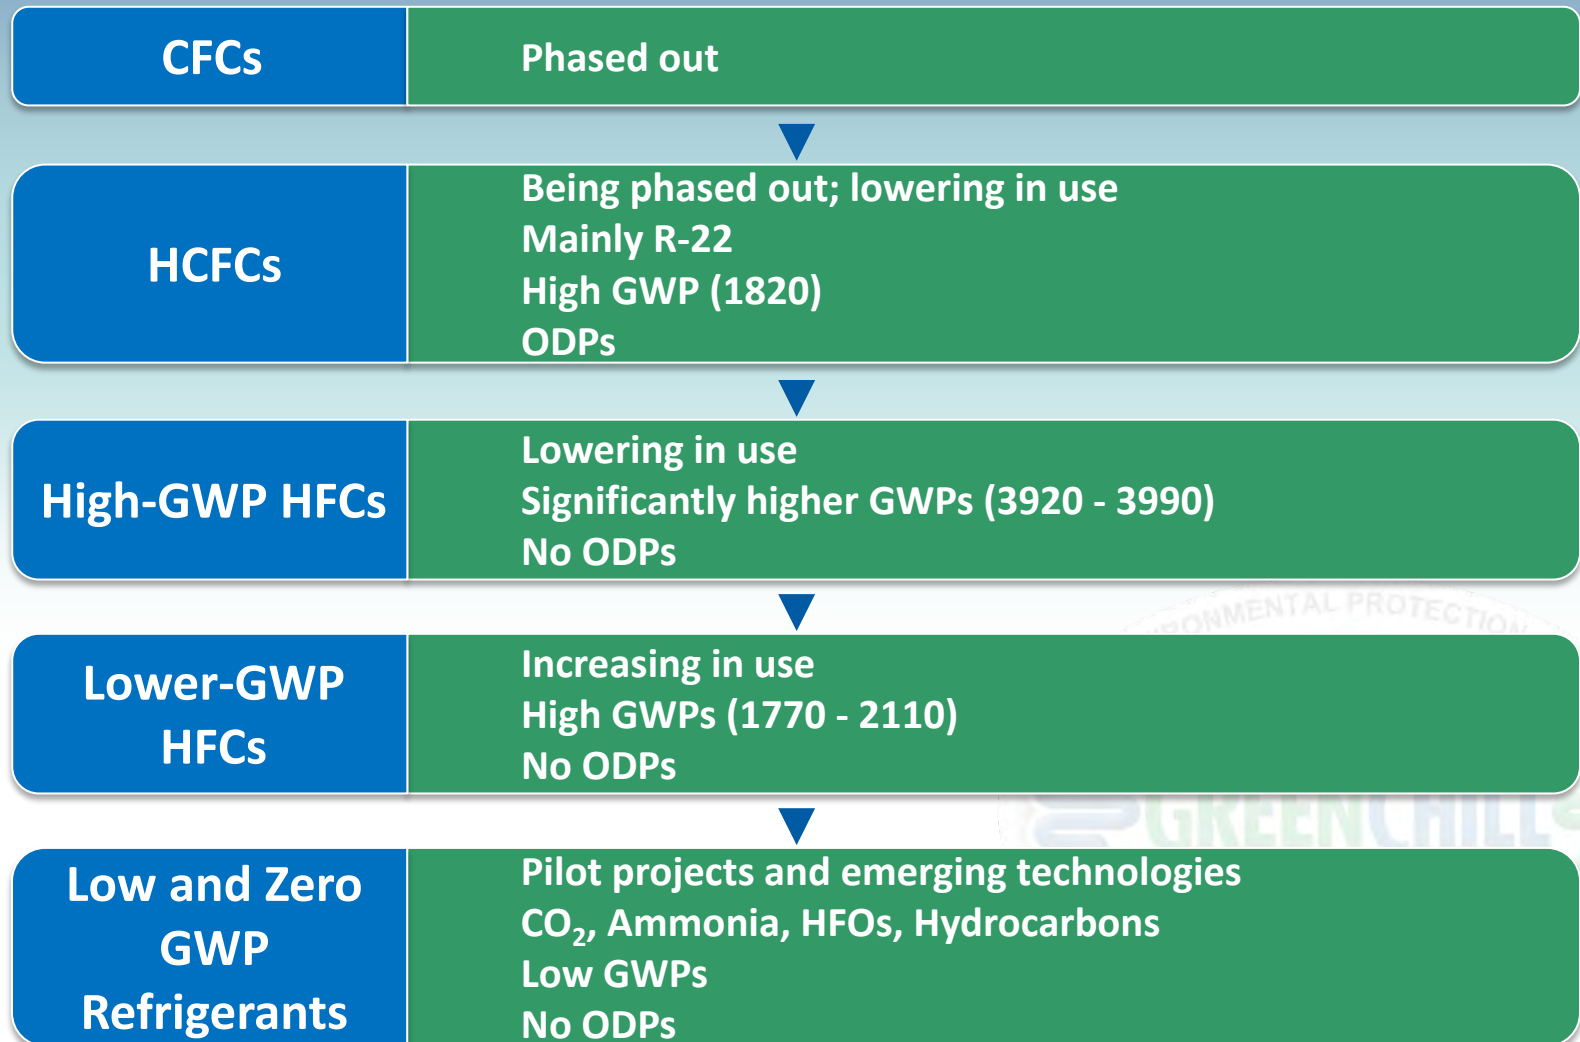 CFCs
Phased out
HCFCs
Being phased out; lowering in use
Mainly R-22
High GWP (1820)
ODPs
High-GWP HFCs
Lowering in use
Significantly higher GWPs (3920 - 3990)
No ODPs
ENVIRONMENTAL PROTECTION
Lower-GWP
HFCs
Increasing in use
High GWPs (1770 - 2110)
No ODPs
GREENCHILL
Low and Zero
GWP
Refrigerants
Pilot projects and emerging technologies
CO₂, Ammonia, HFOs, Hydrocarbons
Low GWPs
No ODPs